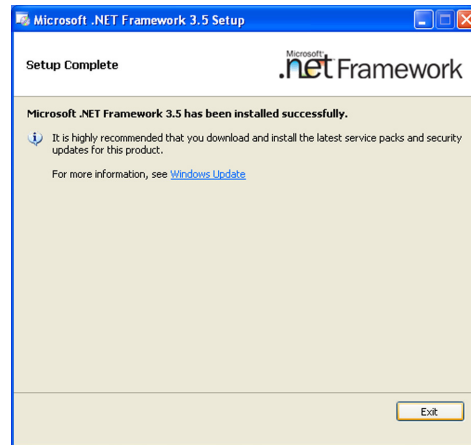 Microsoft .NET Framework 3.5 Setup
Setup Complete
Microsoft
.net Framework
Microsoft .NET Framework 3.5 has been installed successfully.
It is highly recommended that you download and install the latest service packs and security
updates for this product.
For more information, see Windows Update
Exit